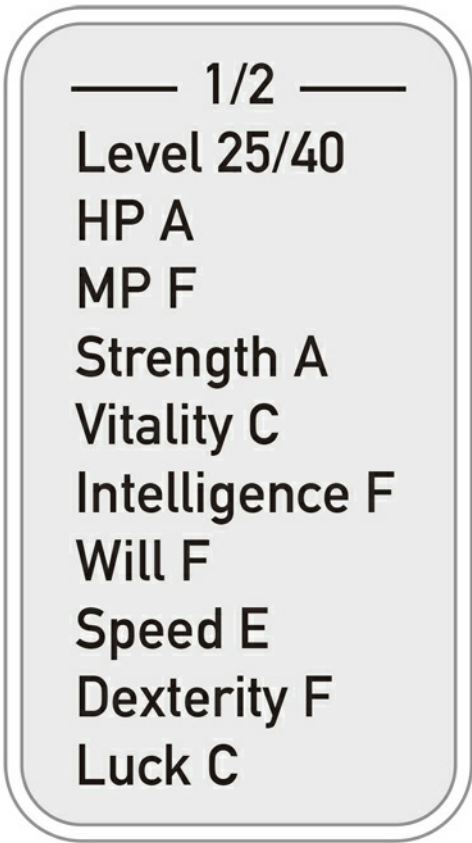 1/2
Level 25/40
HP A
MP F
Strength A
Vitality C
Intelligence F
Will F
Speed E
Dexterity F
Luck C